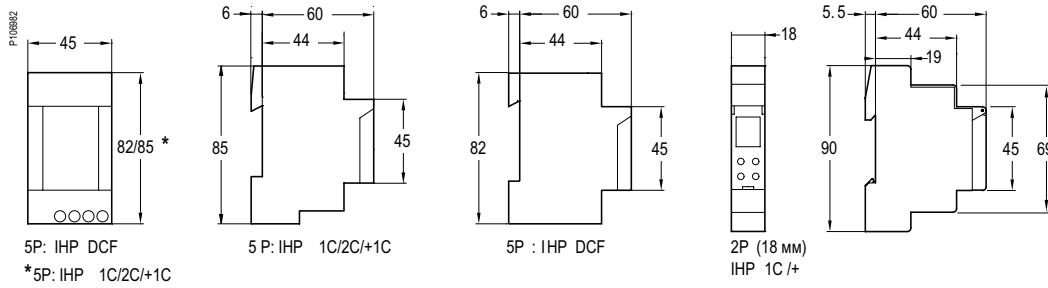 P106982
45
82/85 *
5P: IHP DCF
*5P: IHP 1C/2C/+1C
6
60
44
85
45
5 P: IHP 1C/2C/+1C
6
60
44
82
45
5P : IHP DCF
18
2P (18 мм)
IHP 1C /+
5.5
60
44
19
90
45
69